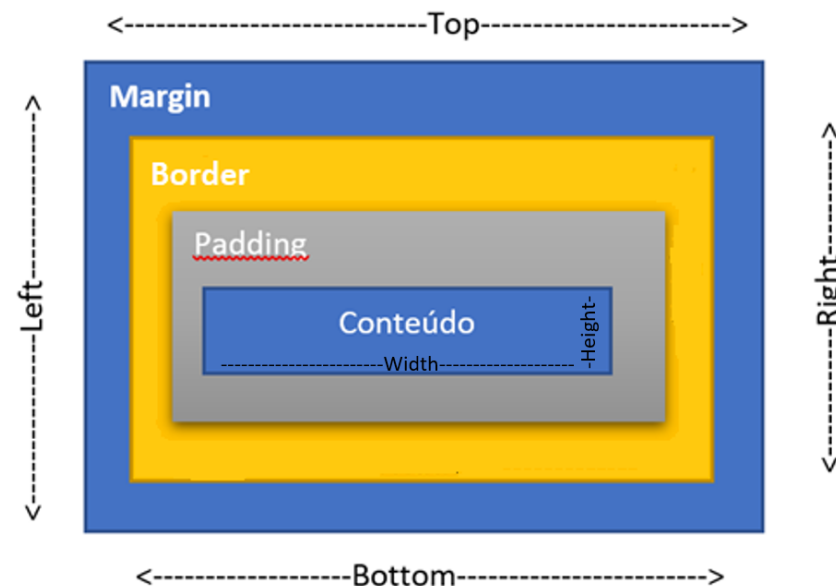 <----------------------------Top----------------------->
Margin
Border
Padding
Conteúdo
-Height-
------------------------Width--------------------
<-----------------Left----------------->
<--------------Right-------------->
<------------------Bottom----------------------->